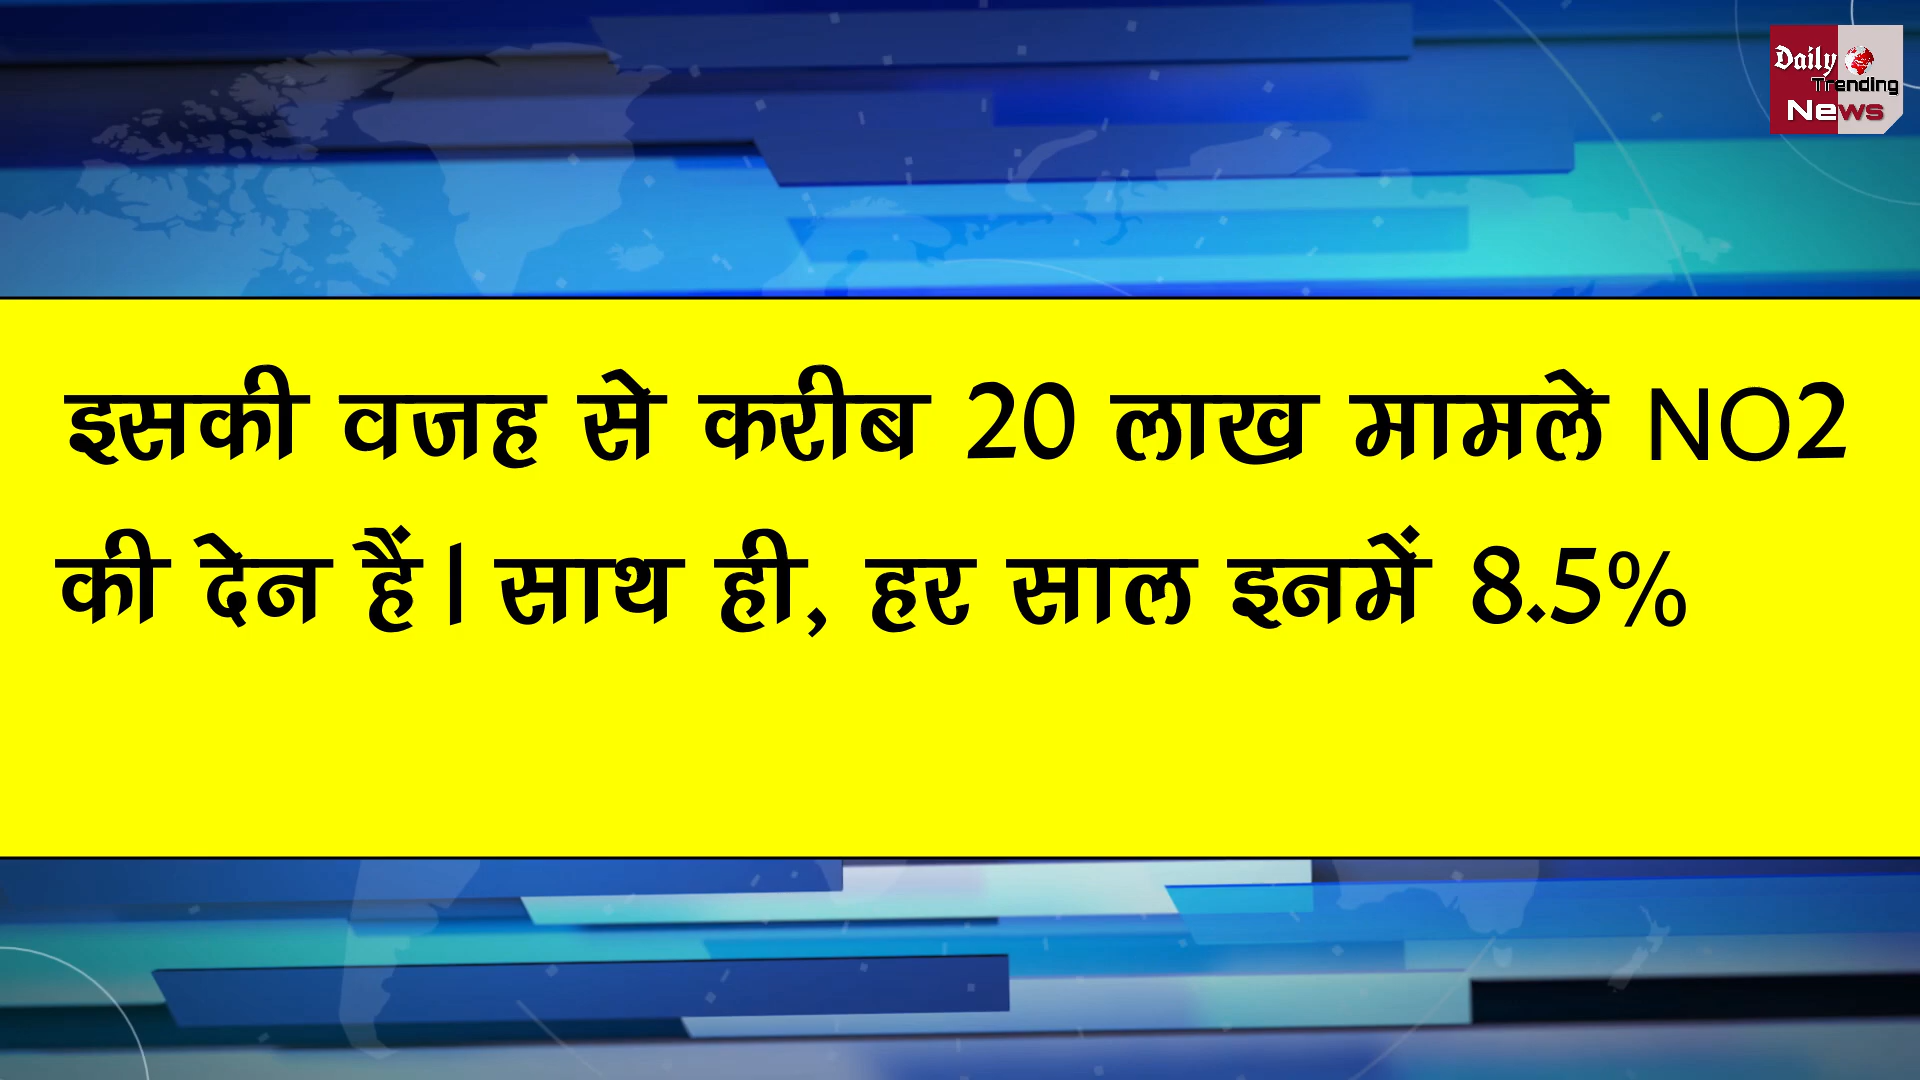 Daily
Trending
News
इसकी वजह से करीब 20 लाख मामले NO2
की देन हैं। साथ ही, हर साल इनमें 8.5%